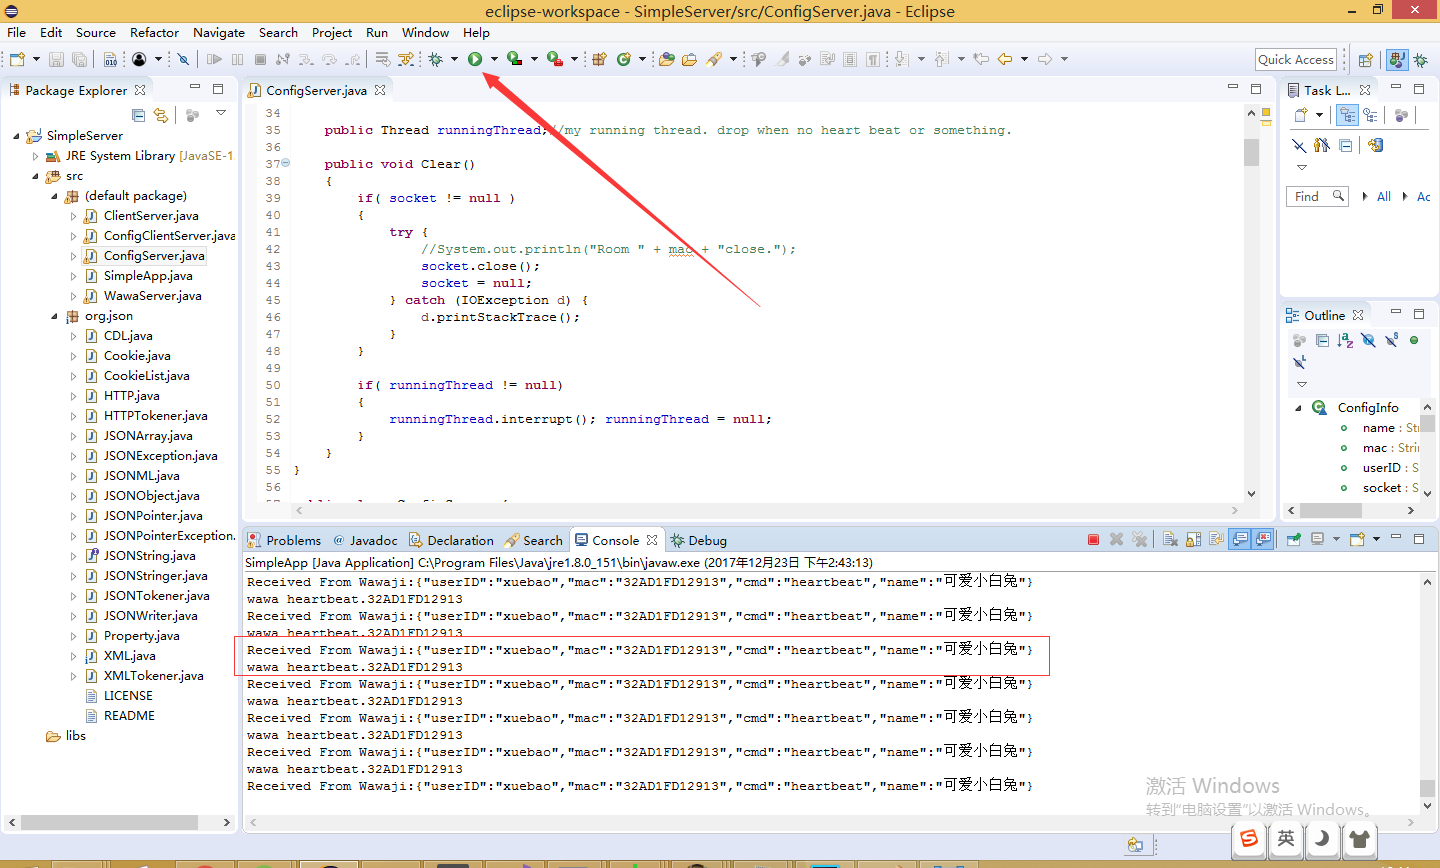 eclipse-workspace - SimpleServer/src/ConfigServer.java - Eclipse
File Edit Source Refactor Navigate Search Project Run Window Help
Quick Access
Package Explorer
SimpleServer
JRE System Library [JavaSE-1.
src
(default package)
ClientServer.java
ConfigClientServer.java
ConfigServer.java
SimpleApp.java
WawaServer.java
org.json
CDL.java
Cookie.java
CookieList.java
HTTP.java
HTTPTokener.java
JSONArray.java
JSONException.java
JSONML.java
JSONObject.java
JSONPointer.java
JSONPointerException.
JSONString.java
JSONStringer.java
JSONTokener.java
JSONWriter.java
Property.java
XML.java
XMLTokener.java
LICENSE
README
libs
ConfigServer.java
34
35 public Thread runningThread;//my running thread. drop when no heart beat or something.
36
37 public void Clear()
38 {
39 if( socket != null )
40 {
41 try {
42 //System.out.println("Room " + mac + "close.");
43 socket.close();
44 socket = null;
45 } catch (IOException d) {
46 d.printStackTrace();
47 }
48 }
49
50 if( runningThread != null)
51 {
52 runningThread.interrupt(); runningThread = null;
53 }
54 }
55 }
56
Task L...
Find All Ac
Outline
ConfigInfo
name : Str
mac : Strin
userID : S
socket : S
Problems @ Javadoc Declaration Search Console Debug
SimpleApp [Java Application] C:\Program Files\Java\jre1.8.0_151\bin\javaw.exe (2017年12月23日 下午2:43:13)
Received From Wawaji:{"userID":"xuebao","mac":"32AD1FD12913","cmd":"heartbeat","name":"可爱小白兔"}
wawa heartbeat.32AD1FD12913
Received From Wawaji:{"userID":"xuebao","mac":"32AD1FD12913","cmd":"heartbeat","name":"可爱小白兔"}
wawa heartbeat.32AD1FD12913
Received From Wawaji:{"userID":"xuebao","mac":"32AD1FD12913","cmd":"heartbeat","name":"可爱小白兔"}
wawa heartbeat.32AD1FD12913
Received From Wawaji:{"userID":"xuebao","mac":"32AD1FD12913","cmd":"heartbeat","name":"可爱小白兔"}
wawa heartbeat.32AD1FD12913
Received From Wawaji:{"userID":"xuebao","mac":"32AD1FD12913","cmd":"heartbeat","name":"可爱小白兔"}
wawa heartbeat.32AD1FD12913
Received From Wawaji:{"userID":"xuebao","mac":"32AD1FD12913","cmd":"heartbeat","name":"可爱小白兔"}
wawa heartbeat.32AD1FD12913
Received From Wawaji:{"userID":"xuebao","mac":"32AD1FD12913","cmd":"heartbeat","name":"可爱小白兔"}
激活 Windows
转到“电脑设置”以激活 Windows。
英